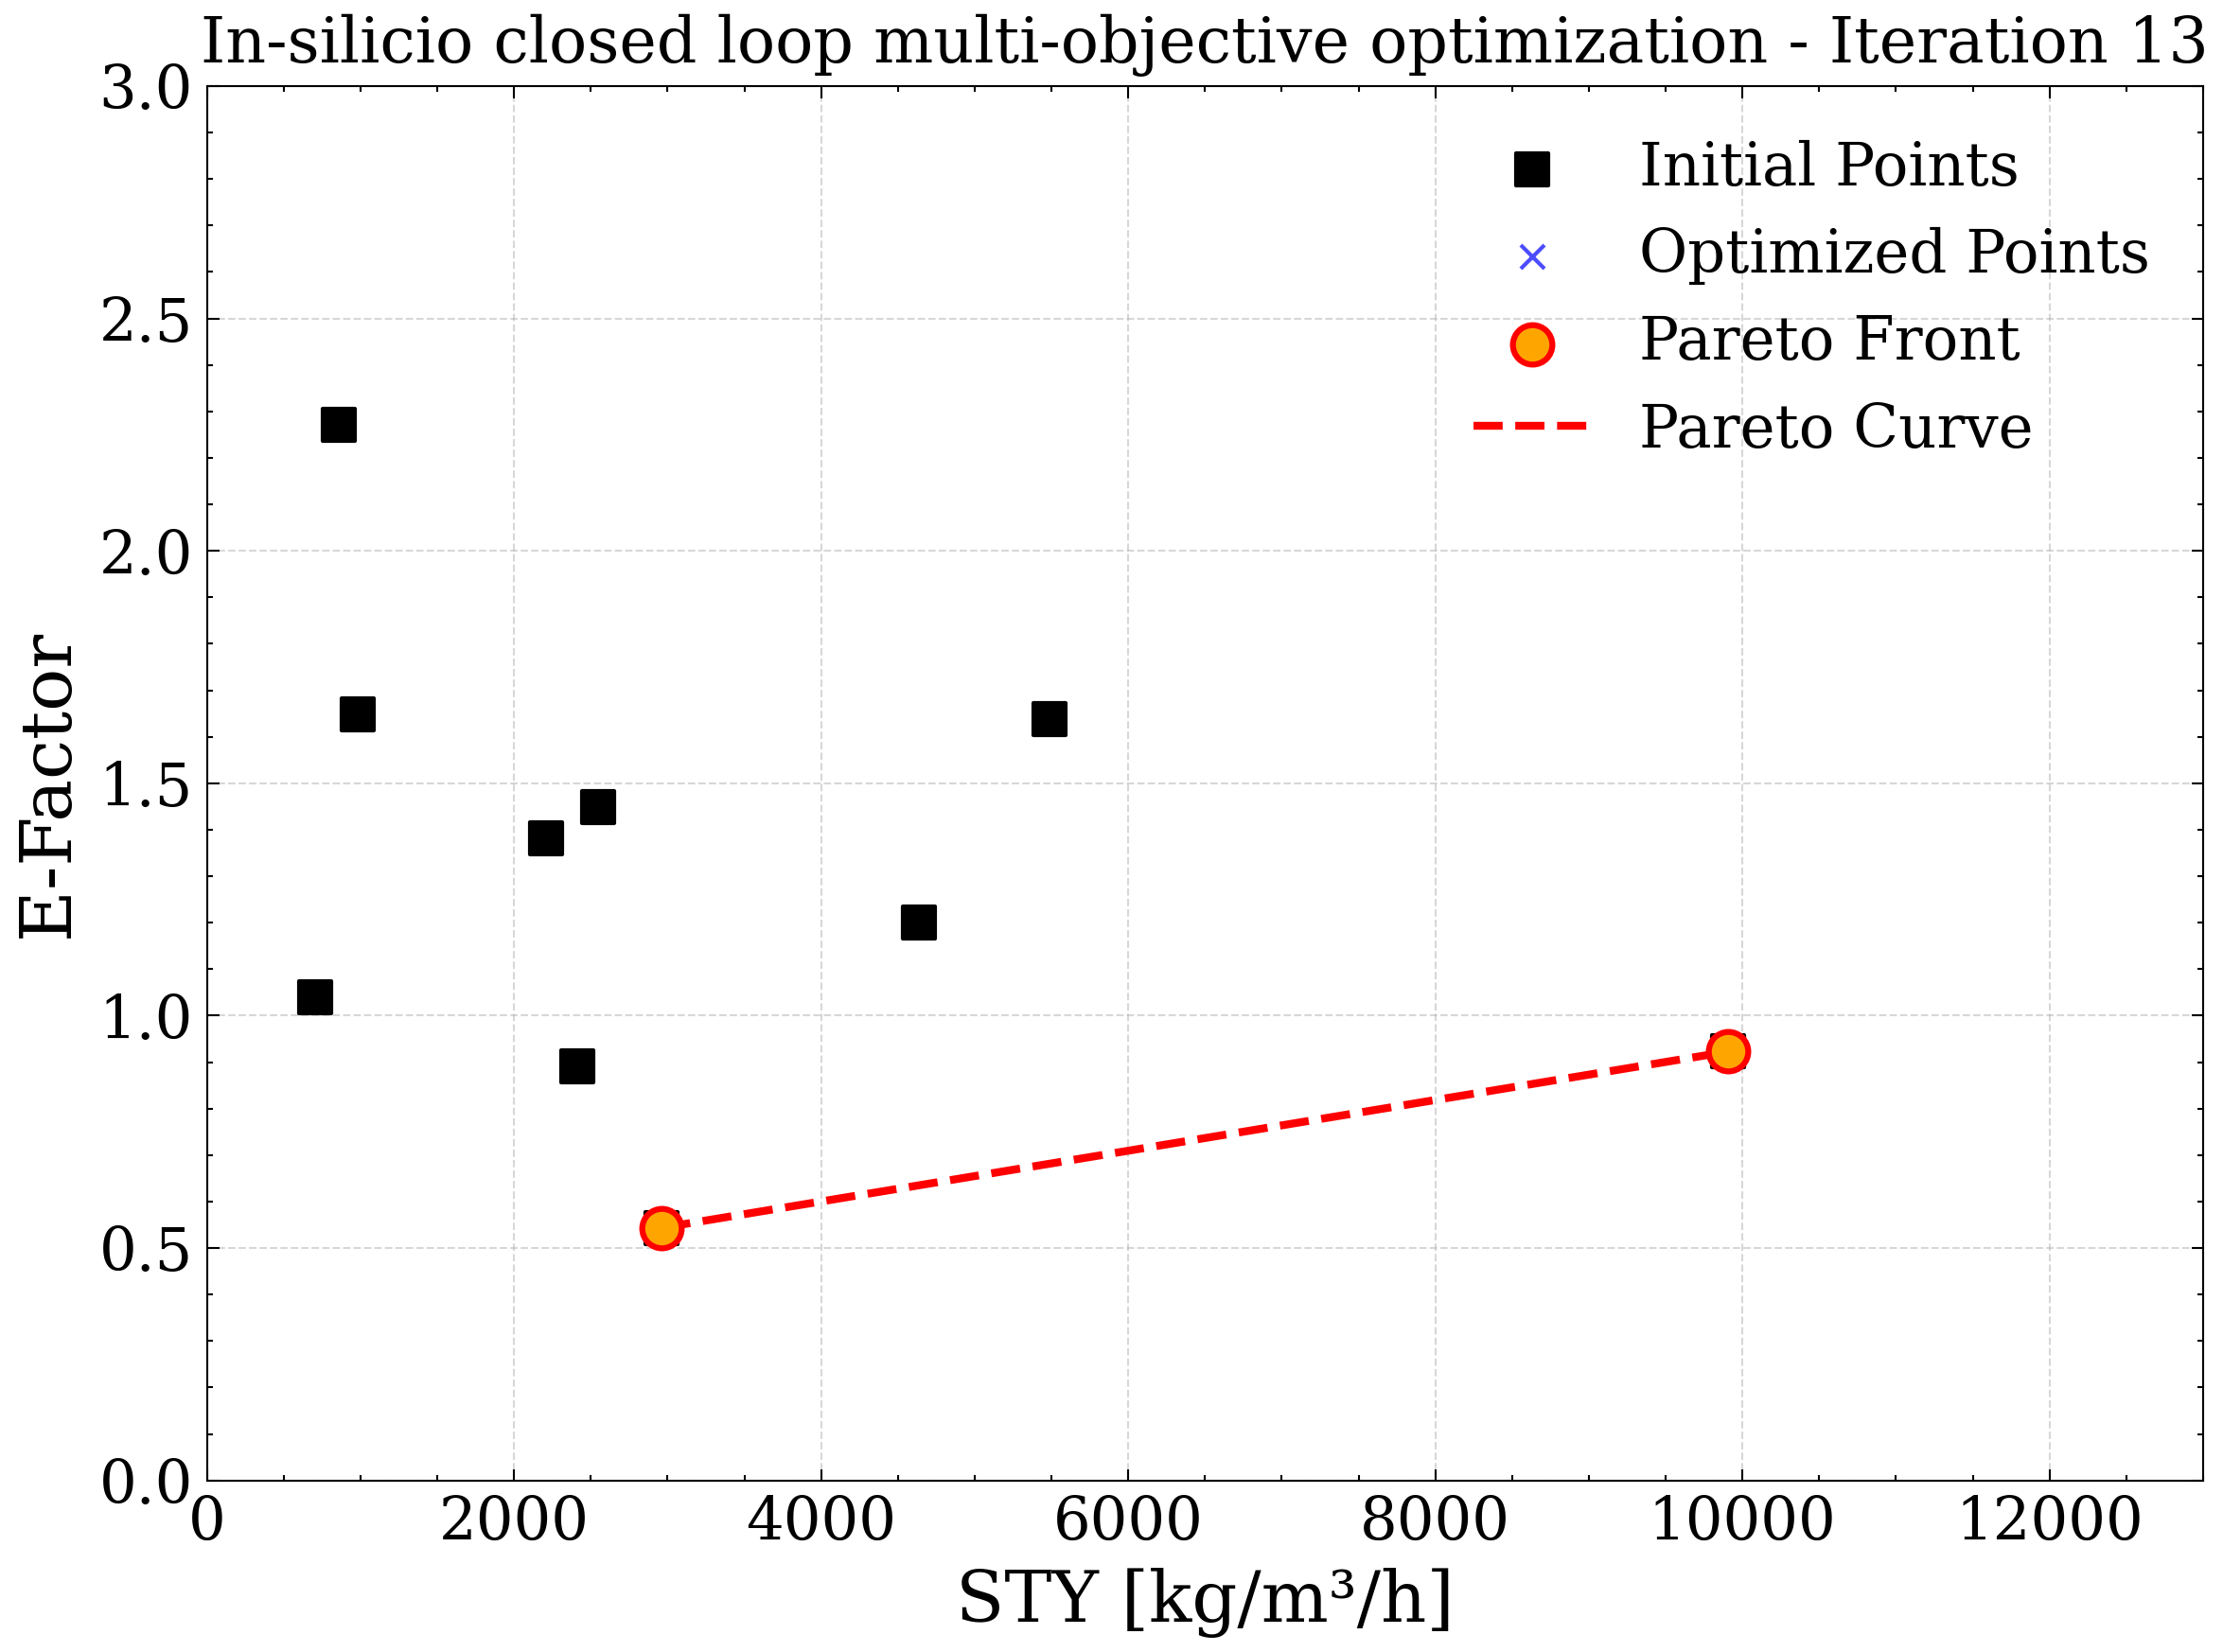 In-silicio closed loop multi-objective optimization - Iteration 13
3.0
2.5
2.0
1.5
1.0
0.5
0.0
E-Factor
Initial Points
Optimized Points
Pareto Front
Pareto Curve
0 2000 4000 6000 8000 10000 12000
STY [kg/m³/h]